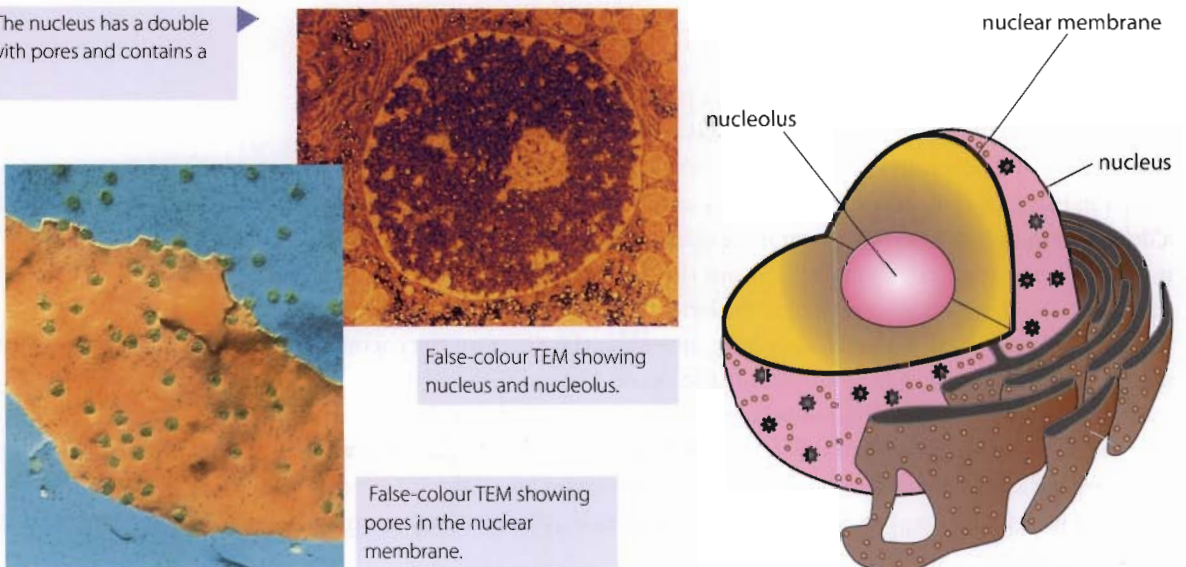 The nucleus has a double
with pores and contains a
nuclear membrane
nucleolus
nucleus
False-colour TEM showing
nucleus and nucleolus.
False-colour TEM showing
pores in the nuclear
membrane.